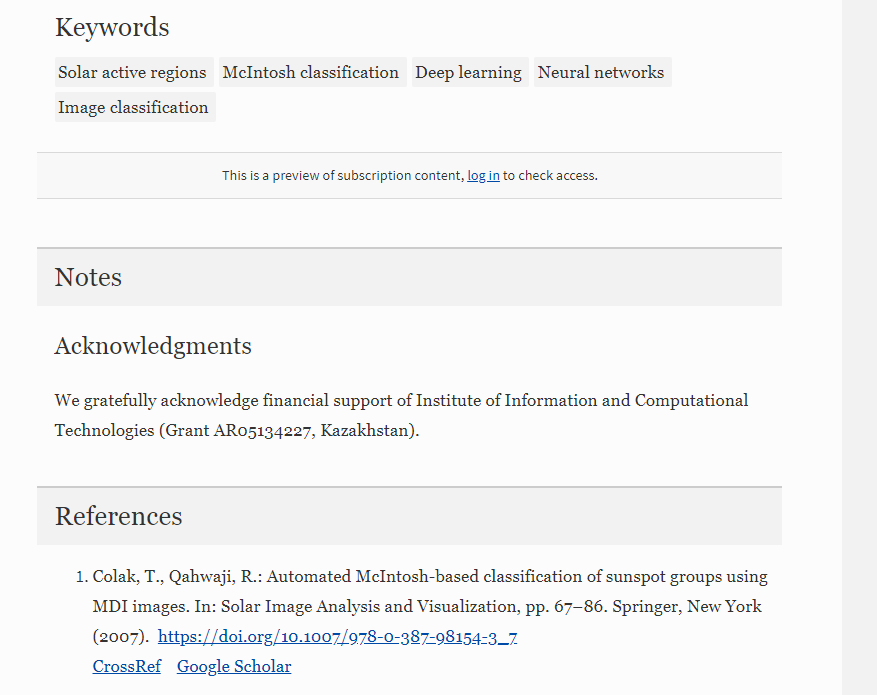 Keywords
Solar active regions McIntosh classification Deep learning Neural networks
Image classification
This is a preview of subscription content, log in to check access.
Notes
Acknowledgments
We gratefully acknowledge financial support of Institute of Information and Computational
Technologies (Grant AR05134227, Kazakhstan).
References
1. Colak, T., Qahwaji, R.: Automated McIntosh-based classification of sunspot groups using
MDI images. In: Solar Image Analysis and Visualization, pp. 67–86. Springer, New York
(2007). https://doi.org/10.1007/978-0-387-98154-3_7
CrossRef Google Scholar